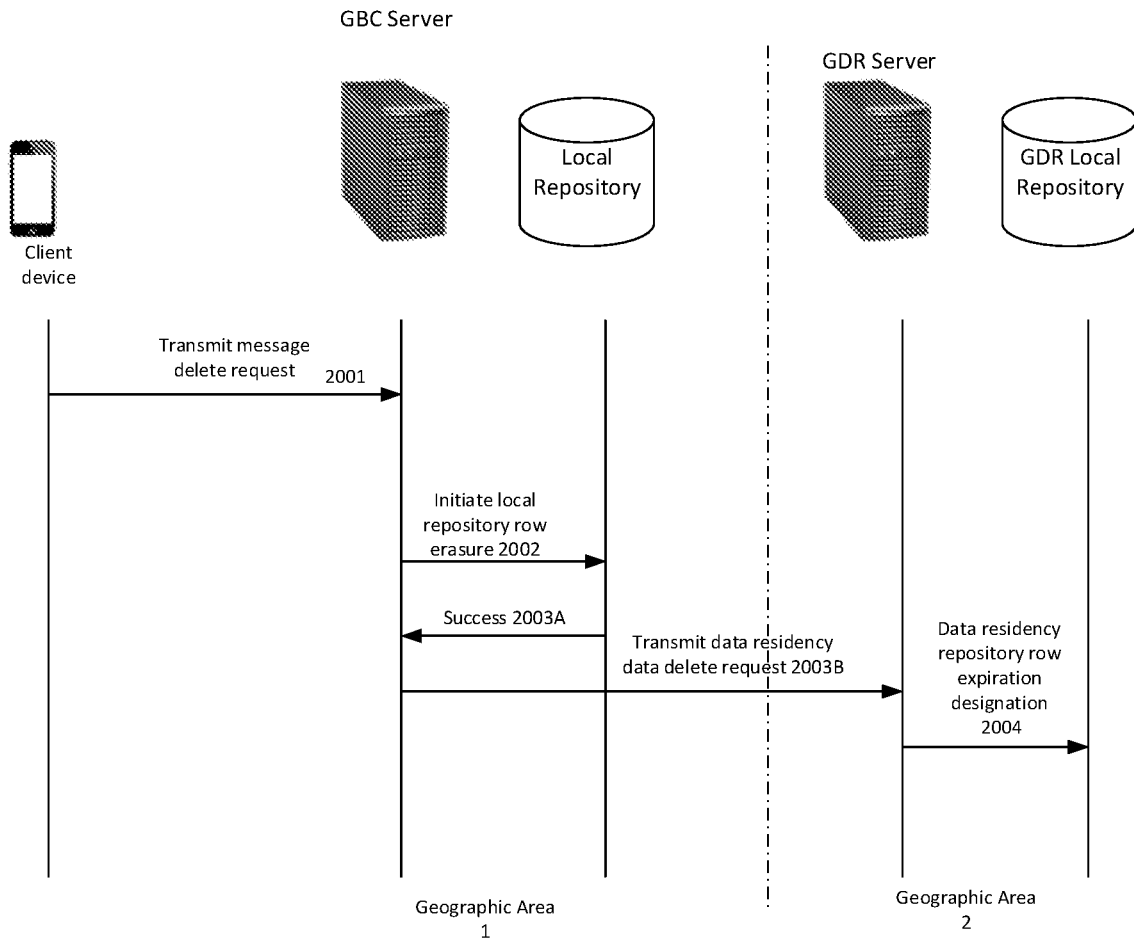 GBC Server
GDR Server
Local
Repository
GDR Local
Repository
Client
device
Transmit message
delete request
2001
Initiate local
repository row
erasure 2002
Success 2003A
Transmit data residency
data delete request 2003B
Data residency
repository row
expiration
designation
2004
Geographic Area
1
Geographic Area
2